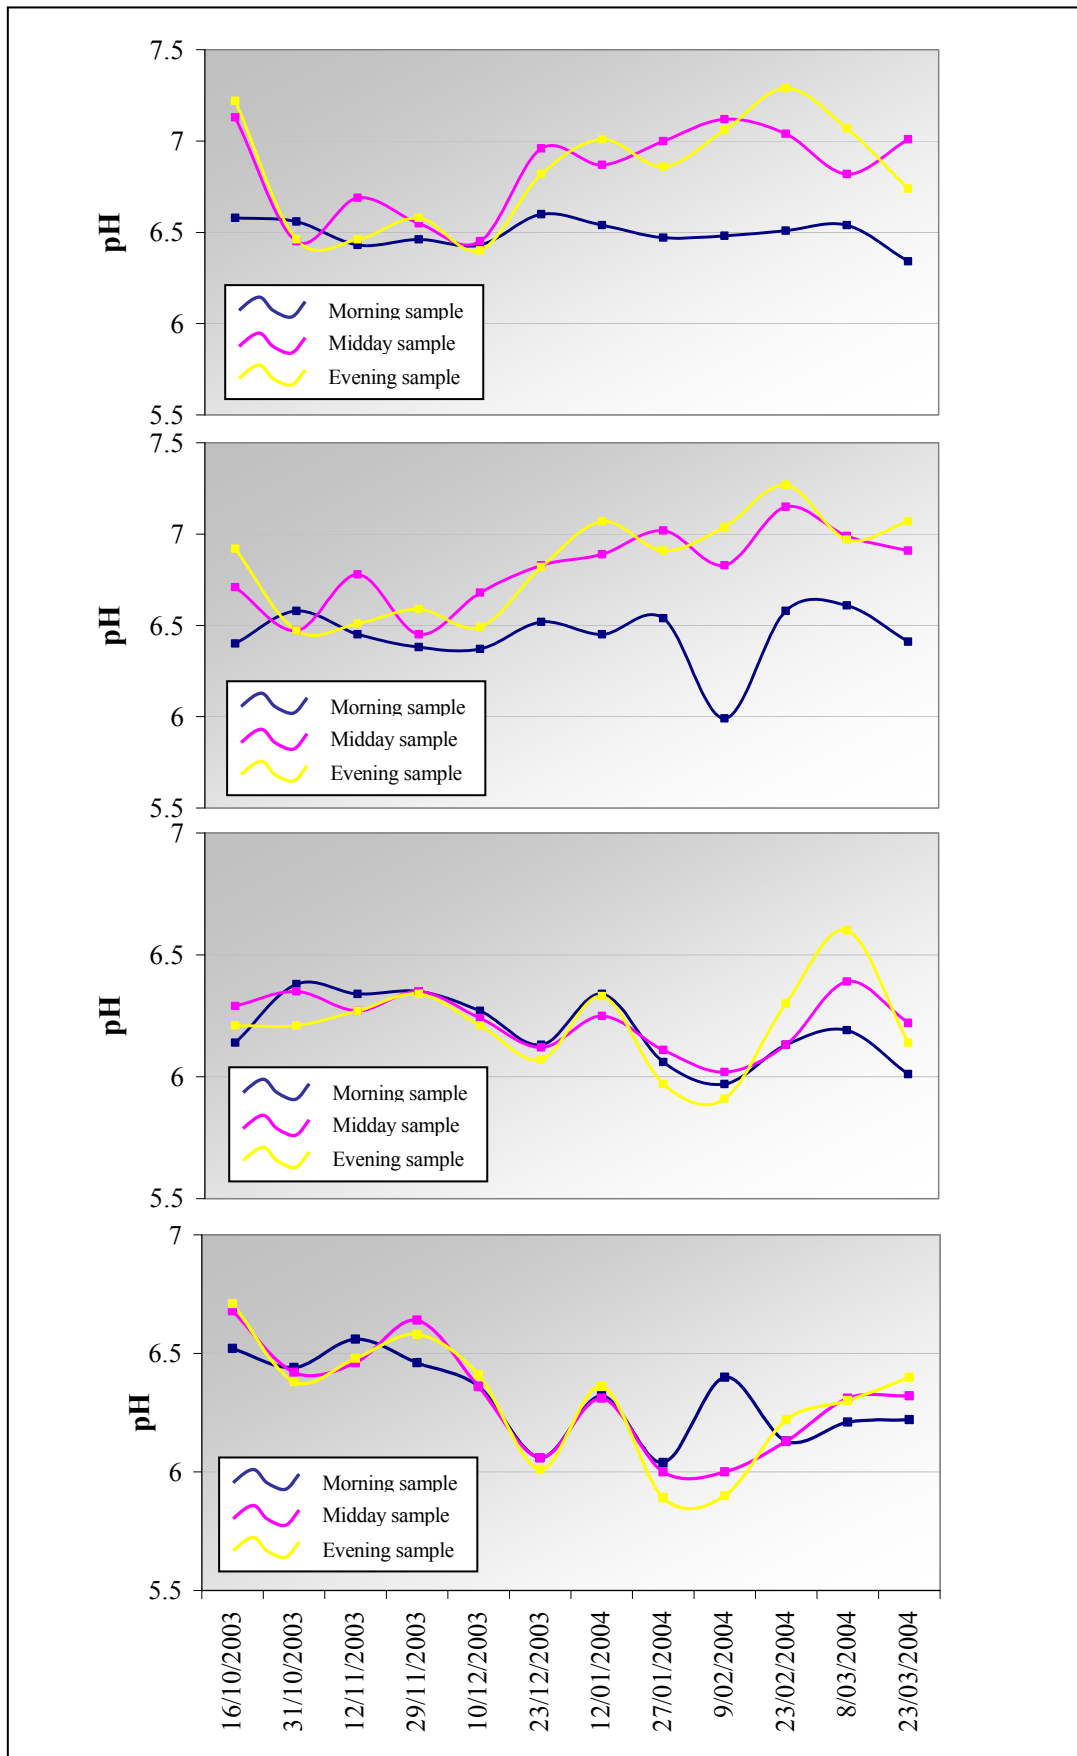 7.5
7
6.5
6
5.5
pH
Morning sample
Midday sample
Evening sample
7.5
7
6.5
6
5.5
pH
Morning sample
Midday sample
Evening sample
7
6.5
6
5.5
pH
Morning sample
Midday sample
Evening sample
7
6.5
6
5.5
pH
Morning sample
Midday sample
Evening sample
16/10/2003
31/10/2003
12/11/2003
29/11/2003
10/12/2003
23/12/2003
12/01/2004
27/01/2004
9/02/2004
23/02/2004
8/03/2004
23/03/2004